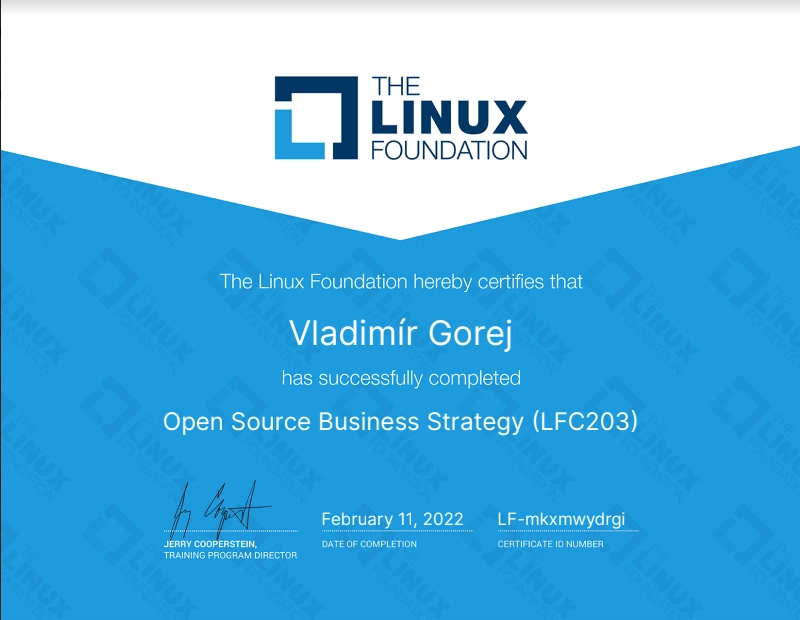 THE
LINUX
FOUNDATION
The Linux Foundation hereby certifies that
Vladimír Gorej
has successfully completed
Open Source Business Strategy (LFC203)
February 11, 2022
LF-mkxmwydrgi
JERRY COOPERSTEIN,
TRAINING PROGRAM DIRECTOR
DATE OF COMPLETION
CERTIFICATE ID NUMBER